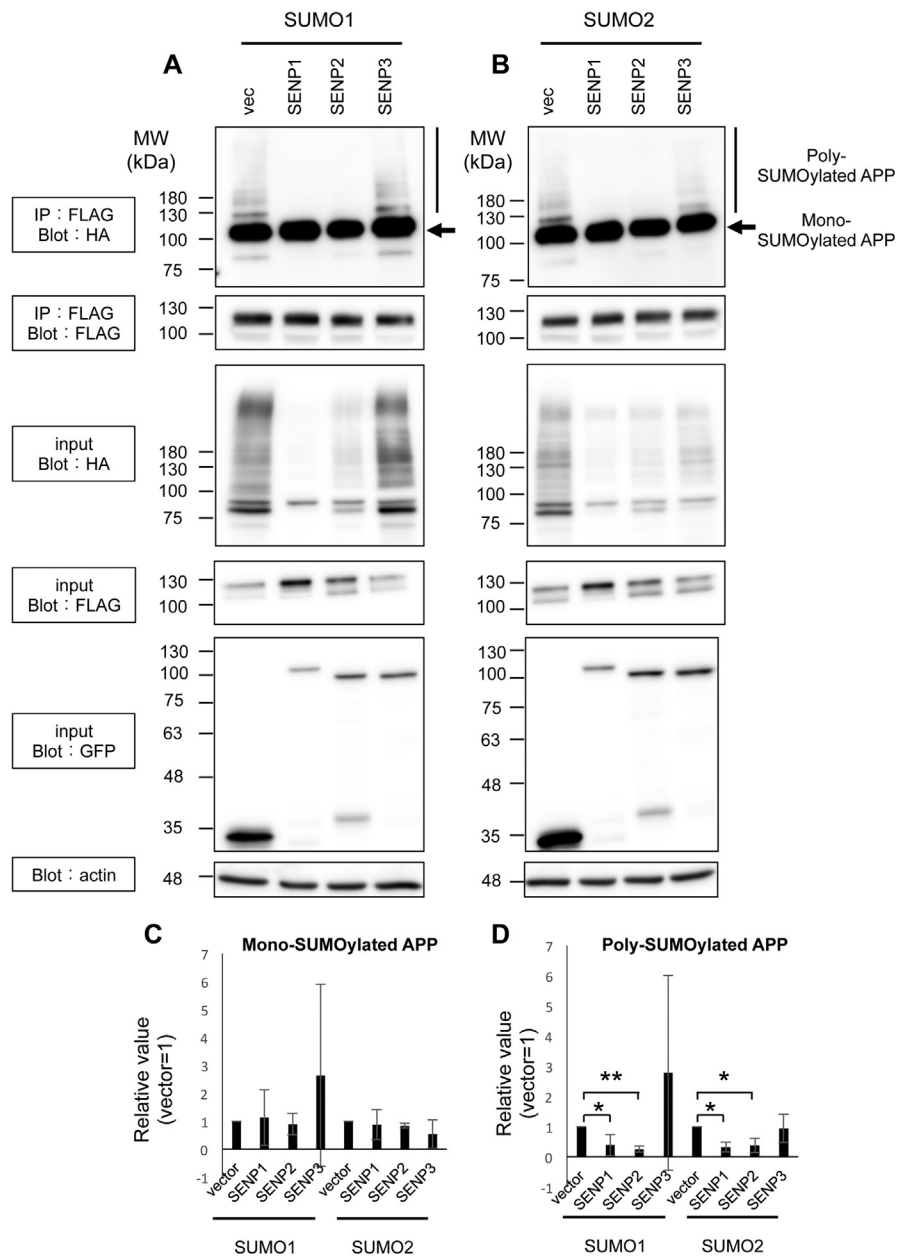 SUMO1
SUMO2
A
B
vec
SENP1
SENP2
SENP3
vec
SENP1
SENP2
SENP3
MW
(kDa)
MW
(kDa)
Poly-
SUMOylated APP
Mono-
SUMOylated APP
IP：FLAG
Blot：HA
180
130
100
75
180
130
100
75
IP：FLAG
Blot：FLAG
130
100
130
100
input
Blot：HA
180
130
100
75
180
130
100
75
input
Blot：FLAG
130
100
130
100
input
Blot：GFP
130
100
75
63
48
35
130
100
75
63
48
35
Blot：actin
48
48
C
Mono-SUMOylated APP
Relative value
(vector=1)
7
6
5
4
3
2
1
0
-1
vector
SENP1
SENP2
SENP3
vector
SENP1
SENP2
SENP3
SUMO1
SUMO2
D
Poly-SUMOylated APP
Relative value
(vector=1)
7
6
5
4
3
2
1
0
-1
**
*
*
*
vector
SENP1
SENP2
SENP3
vector
SENP1
SENP2
SENP3
SUMO1
SUMO2